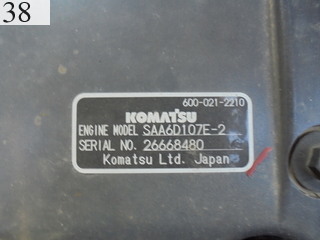 38
600-021-2210
KOMATSU
ENGINE MODEL SAA6D107E-2
SERIAL NO. 26668480
Komatsu Ltd. Japan